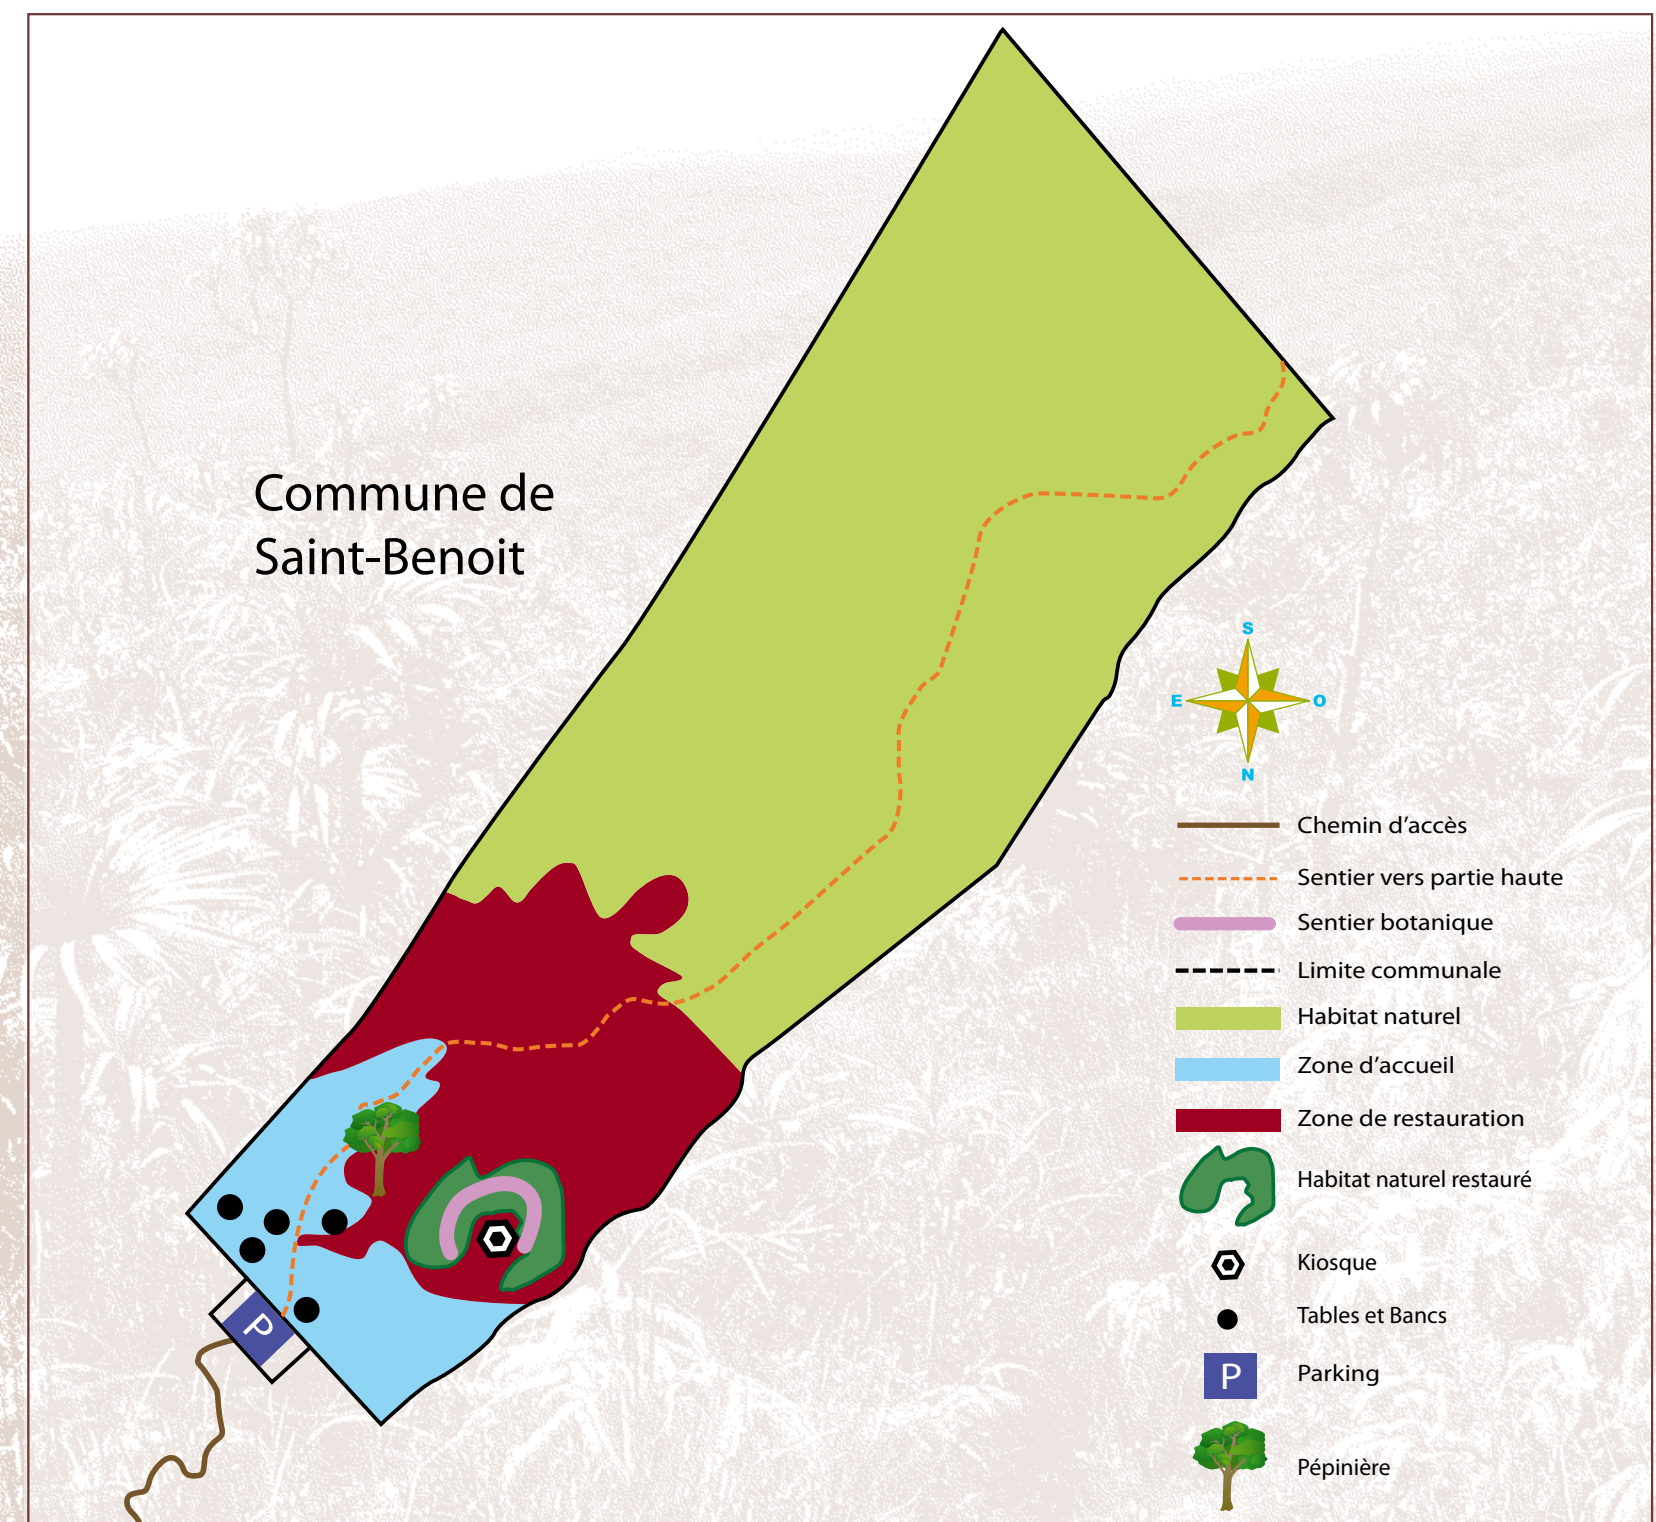 Commune de
Saint-Benoit
S
E
O
N
Chemin d'accès
Sentier vers partie haute
Sentier botanique
Limite communale
Habitat naturel
Zone d'accueil
Zone de restauration
Habitat naturel restauré
Kiosque
Tables et Bancs
P
P
Parking
Pépinière